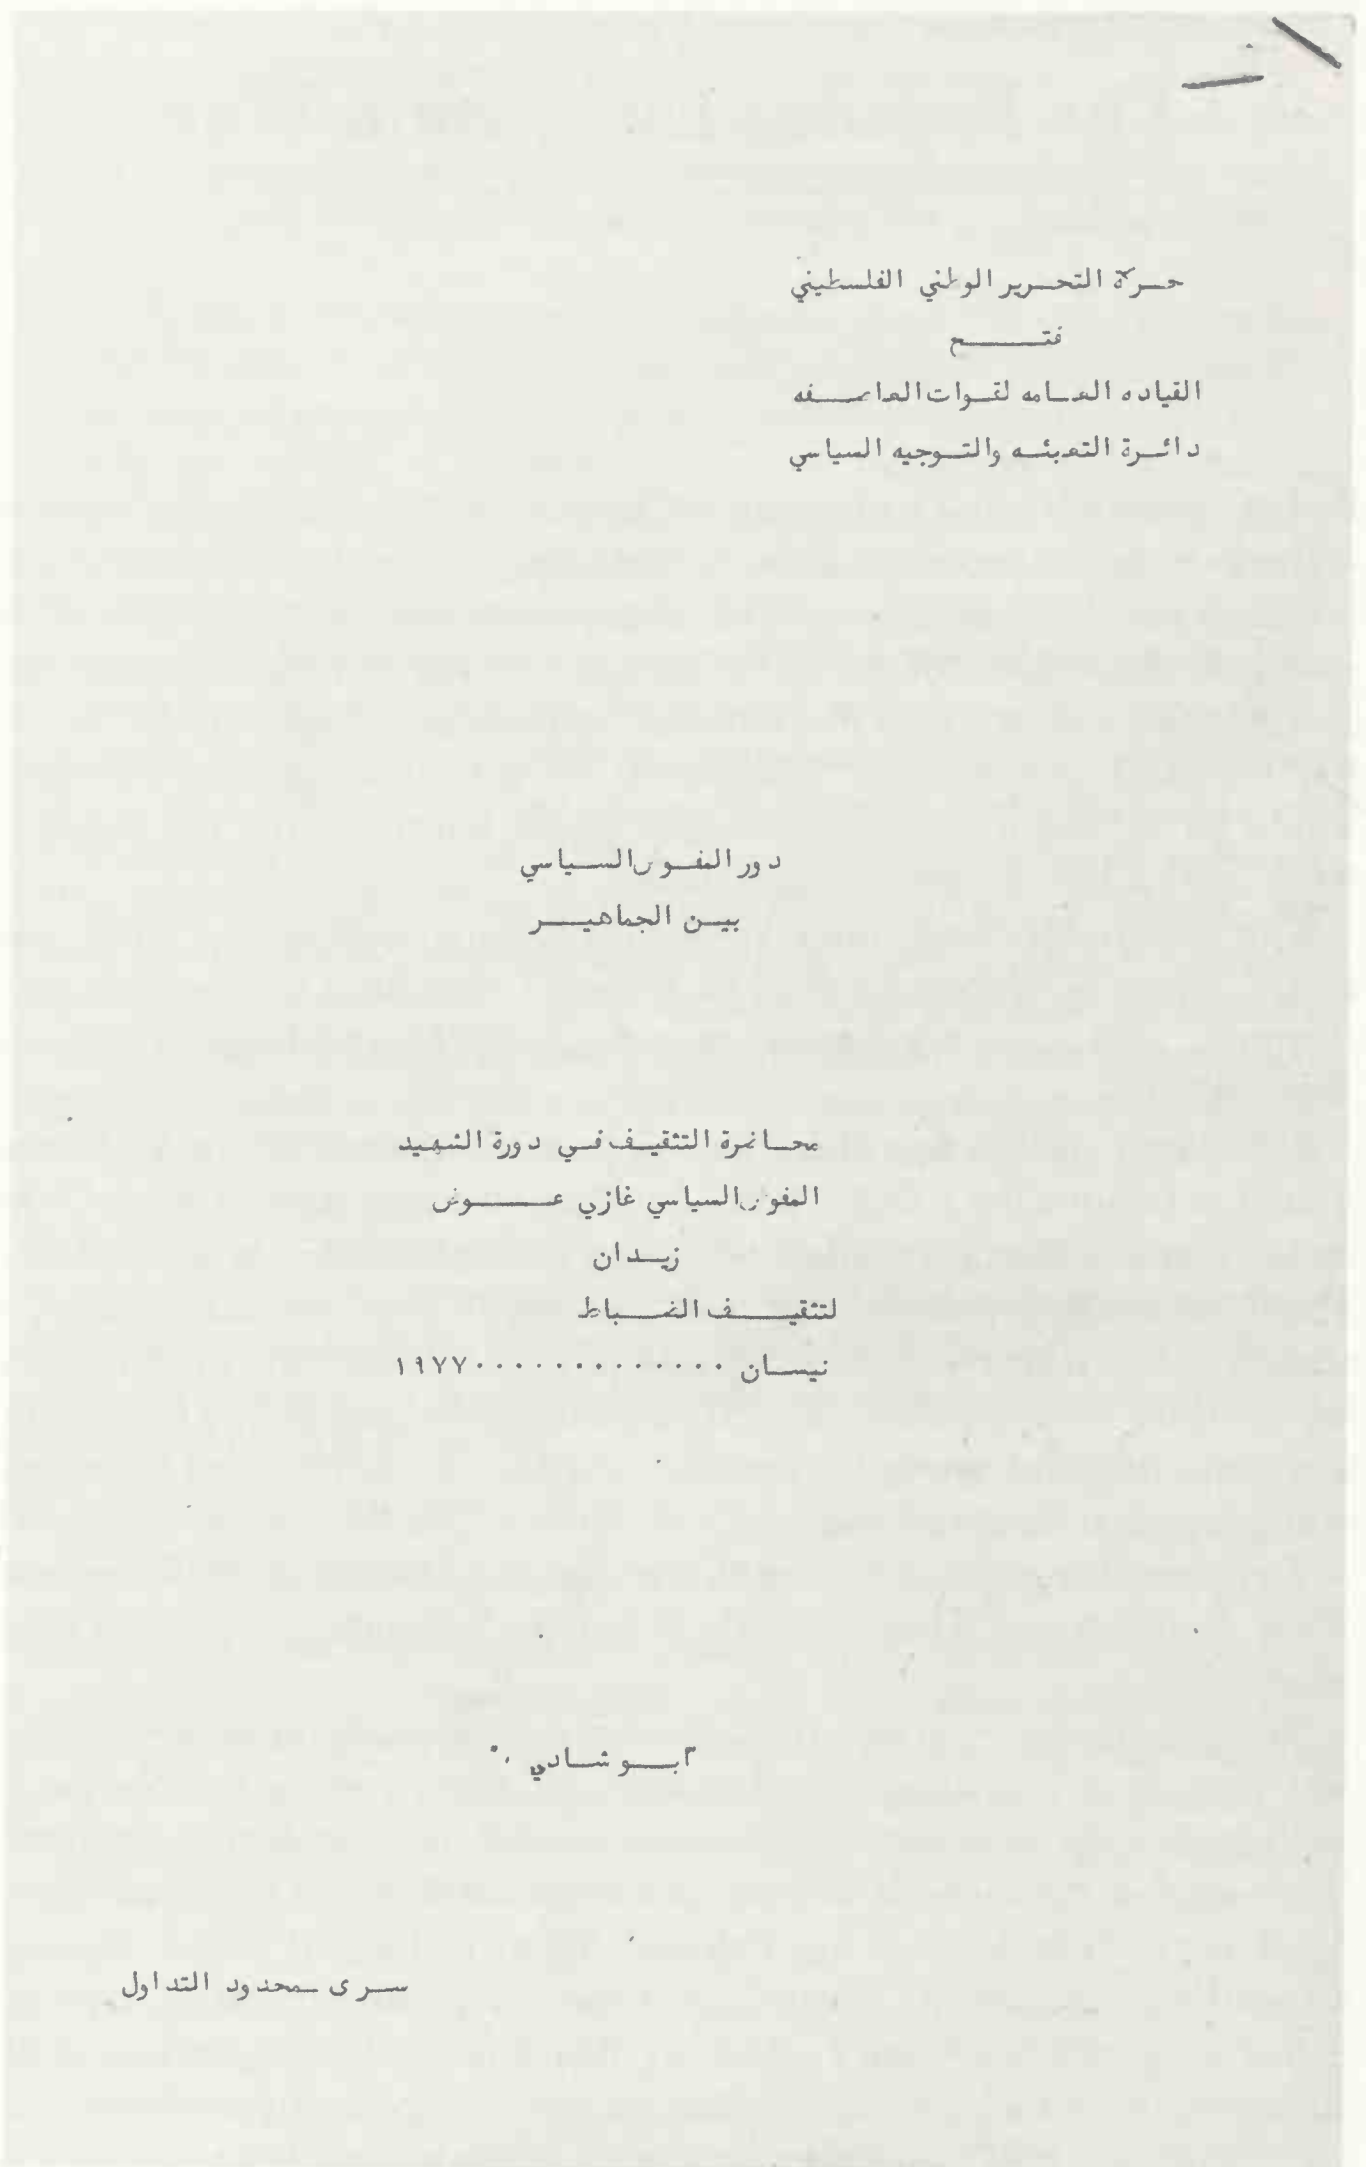 حركة التحرير الوطني الفلسطيني
فتح
القياده العامه لقوات العاصفه
دائرة التعبئه والتوجيه السياسي
دور المفوض السياسي
بين الجماهير
محاضرة التثقيف في دورة الشهيد
المفوض السياسي غازي عوض
زيدان
لتثقيف الضباط
نيسان ............. ١٩٧٧
"ابو شادي ."
سرى محدود التداول